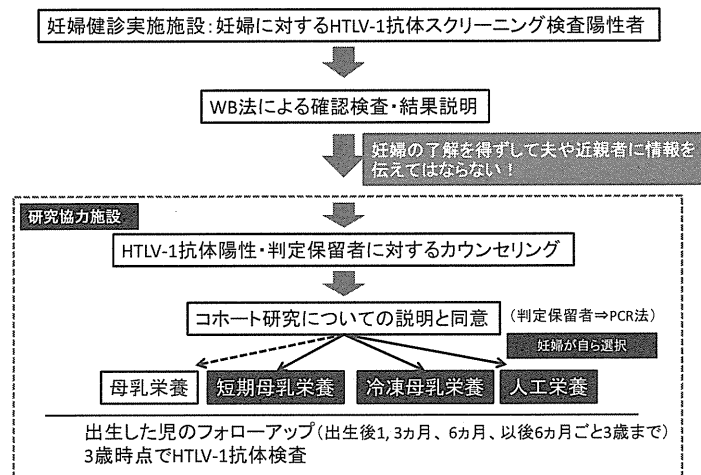 妊婦健診実施施設：妊婦に対するHTLV-1抗体スクリーニング検査陽性者
WB法による確認検査・結果説明
妊婦の了解を得ずして夫や近親者に情報を
伝えてはならない！
研究協力施設
HTLV-1抗体陽性・判定保留者に対するカウンセリング
コホート研究についての説明と同意
（判定保留者⇒PCR法）
妊婦が自ら選択
母乳栄養
短期母乳栄養
冷凍母乳栄養
人工栄養
出生した児のフォローアップ（出生後1, 3ヵ月、6ヵ月、以後6ヵ月ごと3歳まで）
3歳時点でHTLV-1抗体検査